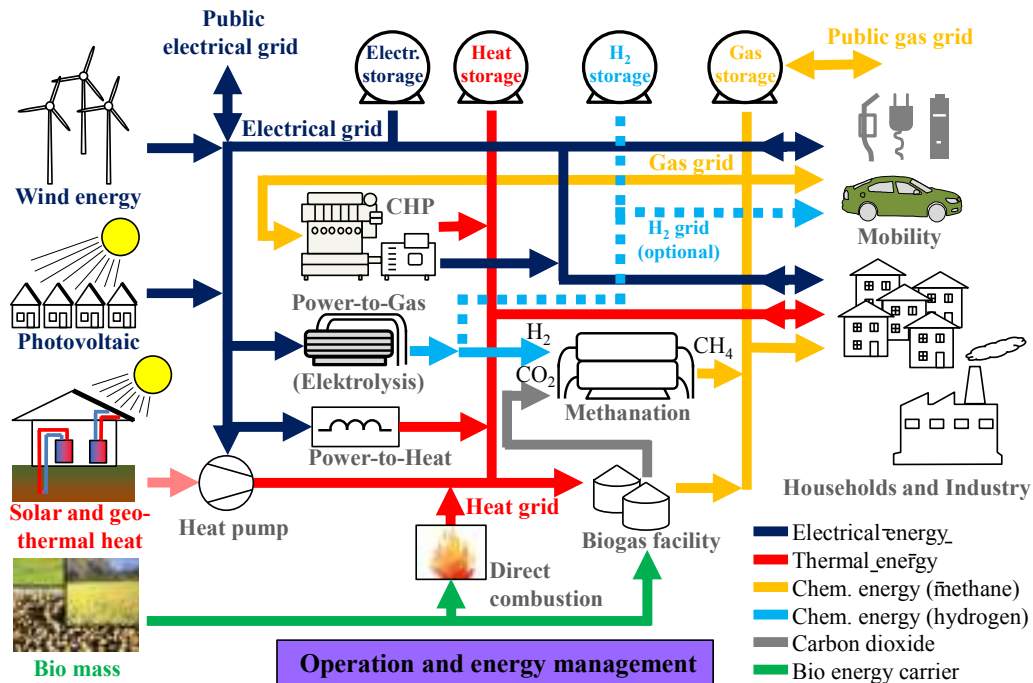 Public
electrical grid
Electr.
storage
Heat
storage
H2
storage
Gas
storage
Public gas grid
Electrical grid
Wind energy
Gas grid
CHP
H2 grid
(optional)
Mobility
Photovoltaic
Power-to-Gas
(Elektrolysis)
H2
CO2
CH4
Methanation
Power-to-Heat
Solar and geo-
thermal heat
Heat pump
Heat grid
Biogas facility
Households and Industry
Direct
combustion
Bio mass
Operation and energy management
Electrical energy
Thermal energy
Chem. energy (methane)
Chem. energy (hydrogen)
Carbon dioxide
Bio energy carrier